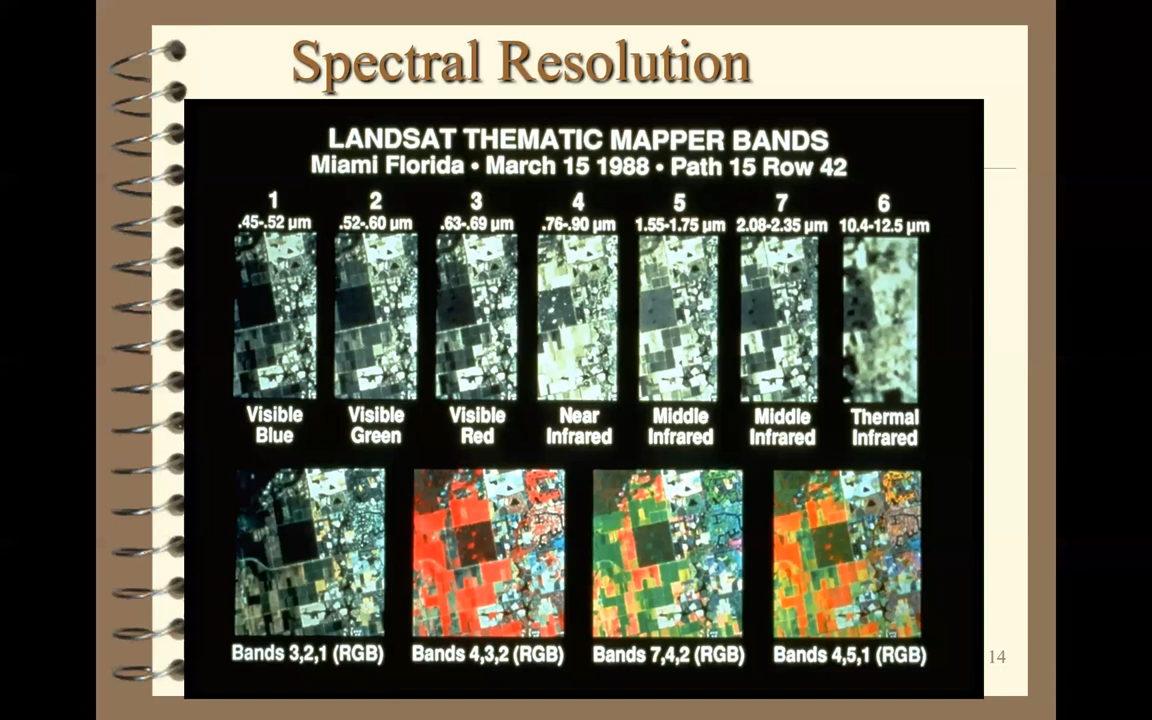 Spectral Resolution
LANDSAT THEMATIC MAPPER BANDS
Miami Florida • March 15 1988 • Path 15 Row 42
1 2 3 4 5 7 6
.45-.52 µm .52-.60 µm .63-.69 µm .76-.90 µm 1.55-1.75 µm 2.08-2.35 µm 10.4-12.5 µm
Visible Visible Visible Near Middle Middle Thermal
Blue Green Red Infrared Infrared Infrared Infrared
Bands 3,2,1 (RGB) Bands 4,3,2 (RGB) Bands 7,4,2 (RGB) Bands 4,5,1 (RGB)
14